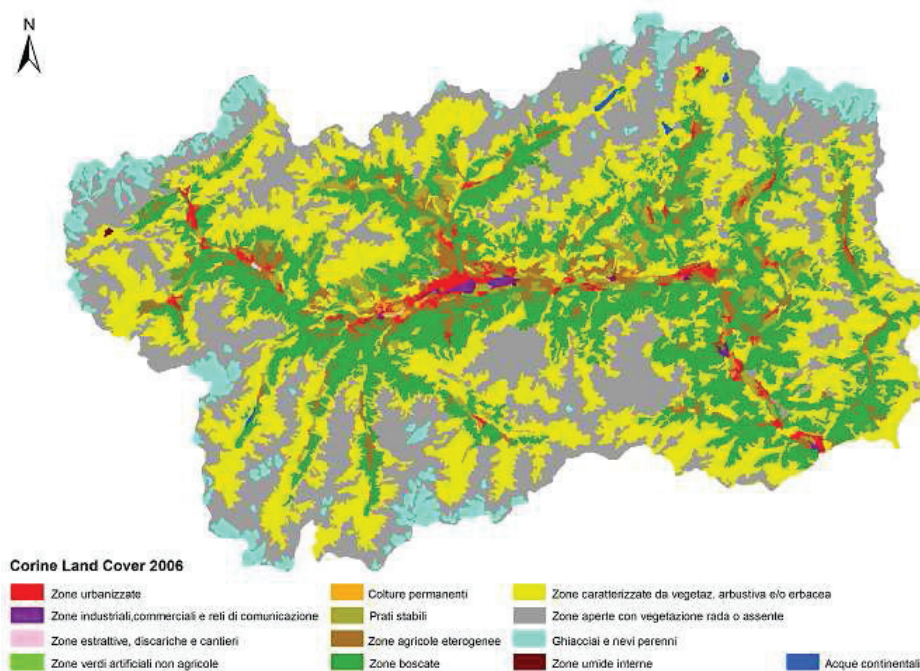 N
Corine Land Cover 2006
Zone urbanizzate
Zone industriali,commerciali e reti di comunicazione
Zone estrattive, discariche e cantieri
Zone verdi artificiali non agricole
Colture permanenti
Prati stabili
Zone agricole eterogenee
Zone boscate
Zone caratterizzate da vegetaz. arbustiva e/o erbacea
Zone aperte con vegetazione rada o assente
Ghiacciai e nevi perenni
Zone umide interne
Acque continentali